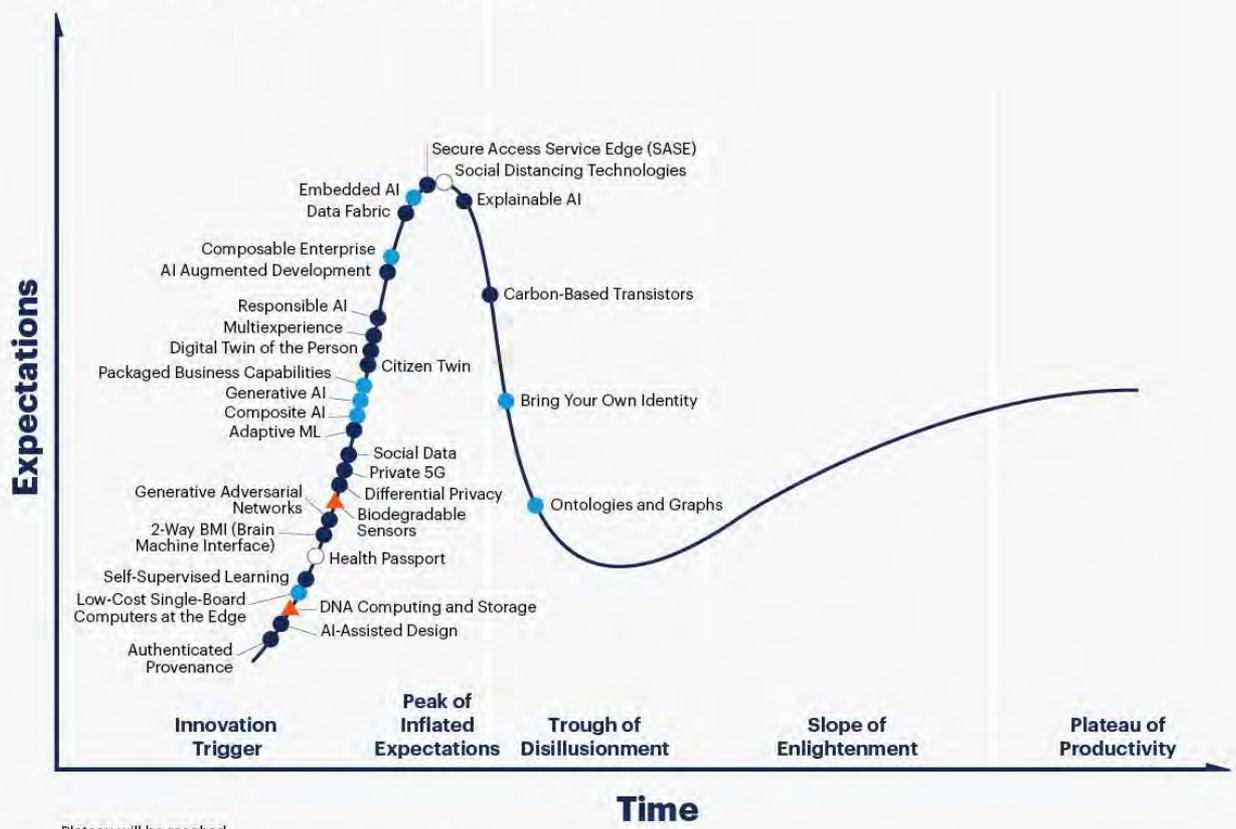 Secure Access Service Edge (SASE)
Social Distancing Technologies
Embedded AI
Explainable AI
Data Fabric
Composable Enterprise
AI Augmented Development
Carbon-Based Transistors
Responsible AI
Multiexperience
Digital Twin of the Person
Citizen Twin
Packaged Business Capabilities
Generative AI
Bring Your Own Identity
Composite AI
Adaptive ML
Social Data
Private 5G
Generative Adversarial
Networks
Differential Privacy
Biodegradable
Sensors
Ontologies and Graphs
2-Way BMI (Brain
Machine Interface)
Health Passport
Self-Supervised Learning
Low-Cost Single-Board
Computers at the Edge
DNA Computing and Storage
AI-Assisted Design
Authenticated
Provenance
Expectations
Innovation
Trigger
Peak of
Inflated
Expectations
Trough of
Disillusionment
Slope of
Enlightenment
Plateau of
Productivity
Time
Plateau will be reached